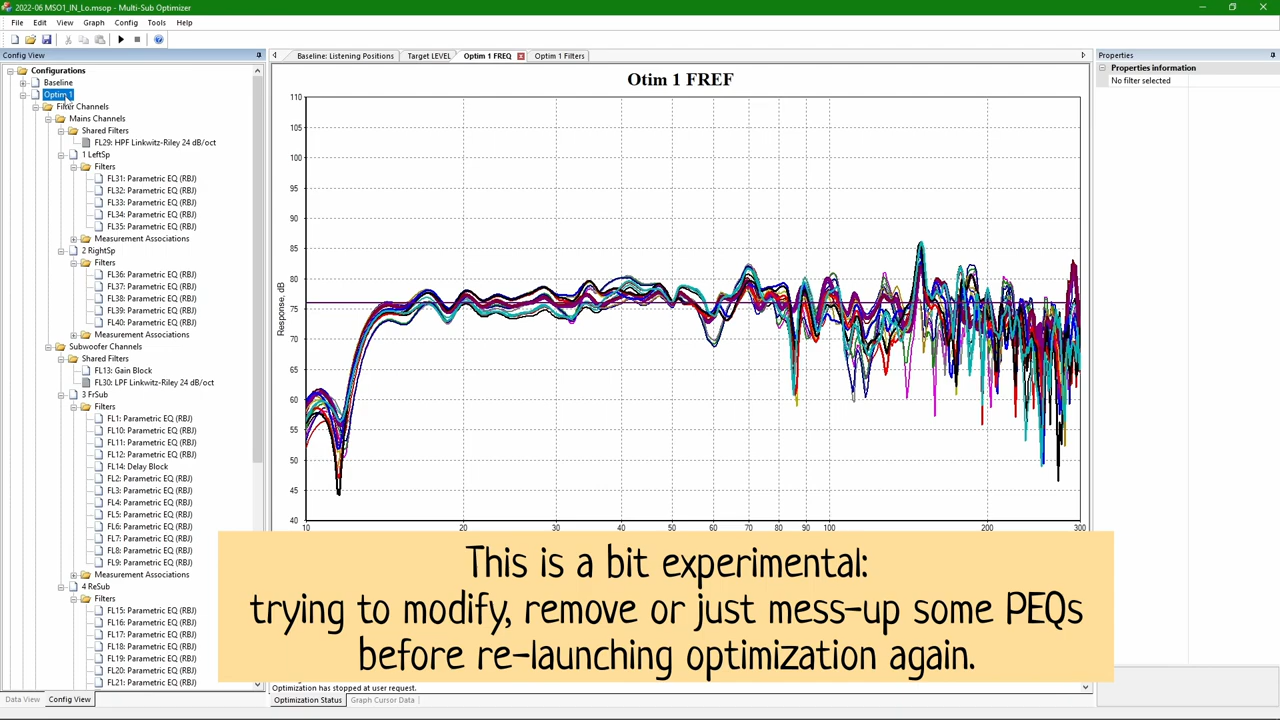 2022-06 MSO1_IN_Lo.msop - Multi-Sub Optimizer
File Edit View Graph Config Tools Help
Config View
Baseline: Listening Positions
Target LEVEL
Optim 1 FREQ
Optim 1 Filters
Properties
Configurations
Baseline
Optim 1
Filter Channels
Mains Channels
Shared Filters
FL29: HPF Linkwitz-Riley 24 dB/oct
1 LeftSp
Filters
FL31: Parametric EQ (RBJ)
FL32: Parametric EQ (RBJ)
FL33: Parametric EQ (RBJ)
FL34: Parametric EQ (RBJ)
FL35: Parametric EQ (RBJ)
Measurement Associations
2 RightSp
Filters
FL36: Parametric EQ (RBJ)
FL37: Parametric EQ (RBJ)
FL38: Parametric EQ (RBJ)
FL39: Parametric EQ (RBJ)
FL40: Parametric EQ (RBJ)
Measurement Associations
Subwoofer Channels
Shared Filters
FL13: Gain Block
FL30: LPF Linkwitz-Riley 24 dB/oct
3 FrSub
Filters
FL1: Parametric EQ (RBJ)
FL10: Parametric EQ (RBJ)
FL11: Parametric EQ (RBJ)
FL12: Parametric EQ (RBJ)
FL14: Delay Block
FL2: Parametric EQ (RBJ)
FL3: Parametric EQ (RBJ)
FL4: Parametric EQ (RBJ)
FL5: Parametric EQ (RBJ)
FL6: Parametric EQ (RBJ)
FL7: Parametric EQ (RBJ)
FL8: Parametric EQ (RBJ)
FL9: Parametric EQ (RBJ)
Measurement Associations
4 ReSub
Filters
FL15: Parametric EQ (RBJ)
FL16: Parametric EQ (RBJ)
FL17: Parametric EQ (RBJ)
FL18: Parametric EQ (RBJ)
FL19: Parametric EQ (RBJ)
FL20: Parametric EQ (RBJ)
FL21: Parametric EQ (RBJ)
Data View
Config View
Otim 1 FREF
Response, dB
110
105
100
95
90
85
80
75
70
65
60
55
50
45
40
10 20 30 40 50 60 70 80 90 100 200 300
Properties information
No filter selected
This is a bit experimental:
trying to modify, remove or just mess-up some PEQs
before re-launching optimization again.
Optimization has stopped at user request.
Optimization Status
Graph Cursor Data